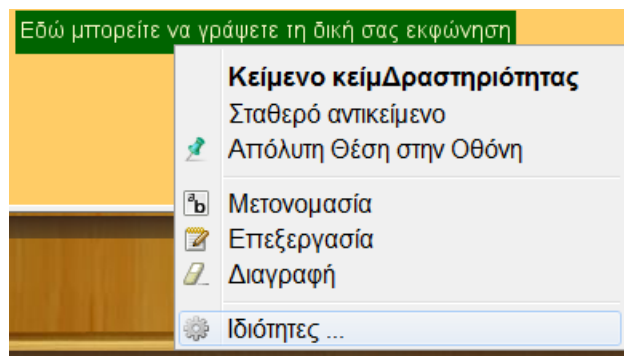 Εδώ μπορείτε να γράψετε τη δική σας εκφώνηση
Κείμενο κείμΔραστηριότητας
Σταθερό αντικείμενο
Απόλυτη Θέση στην Οθόνη
ab Μετονομασία
Επεξεργασία
Διαγραφή
Ιδιότητες ...